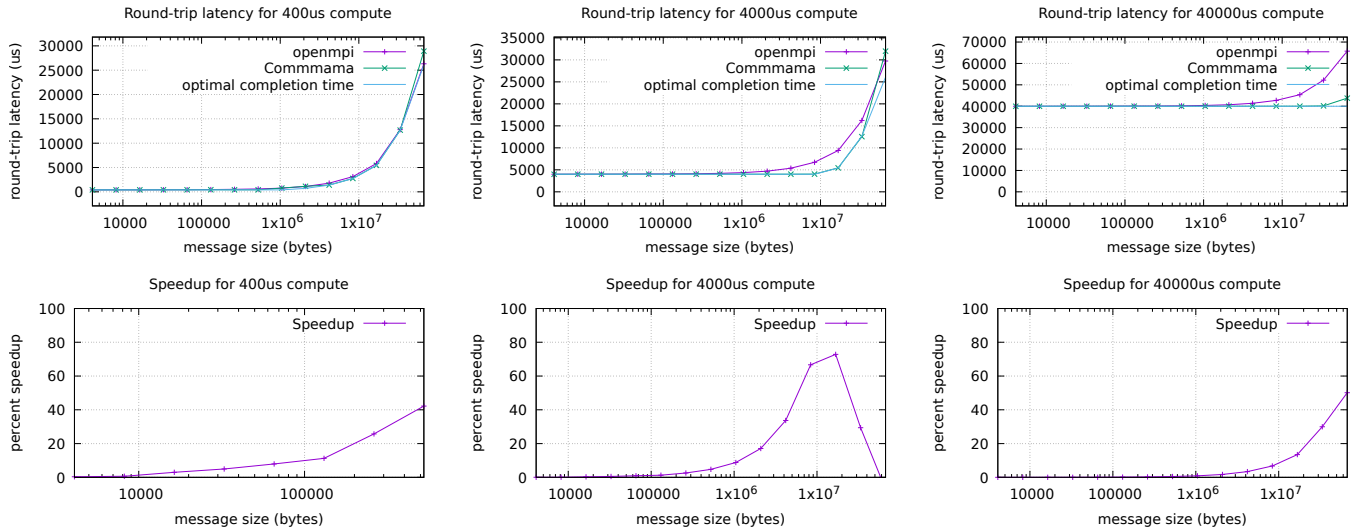 Round-trip latency for 400us compute
round-trip latency (us)
30000
25000
20000
15000
10000
5000
0
openmpi
Commmama
optimal completion time
10000 100000 1x10^6 1x10^7
message size (bytes)
Round-trip latency for 4000us compute
round-trip latency (us)
35000
30000
25000
20000
15000
10000
5000
0
openmpi
Commmama
optimal completion time
10000 100000 1x10^6 1x10^7
message size (bytes)
Round-trip latency for 40000us compute
round-trip latency (us)
70000
60000
50000
40000
30000
20000
10000
0
openmpi
Commmama
optimal completion time
10000 100000 1x10^6 1x10^7
message size (bytes)
Speedup for 400us compute
percent speedup
100
80
60
40
20
0
Speedup
10000 100000
message size (bytes)
Speedup for 4000us compute
percent speedup
100
80
60
40
20
0
Speedup
10000 100000 1x10^6 1x10^7
message size (bytes)
Speedup for 40000us compute
percent speedup
100
80
60
40
20
0
Speedup
10000 100000 1x10^6 1x10^7
message size (bytes)